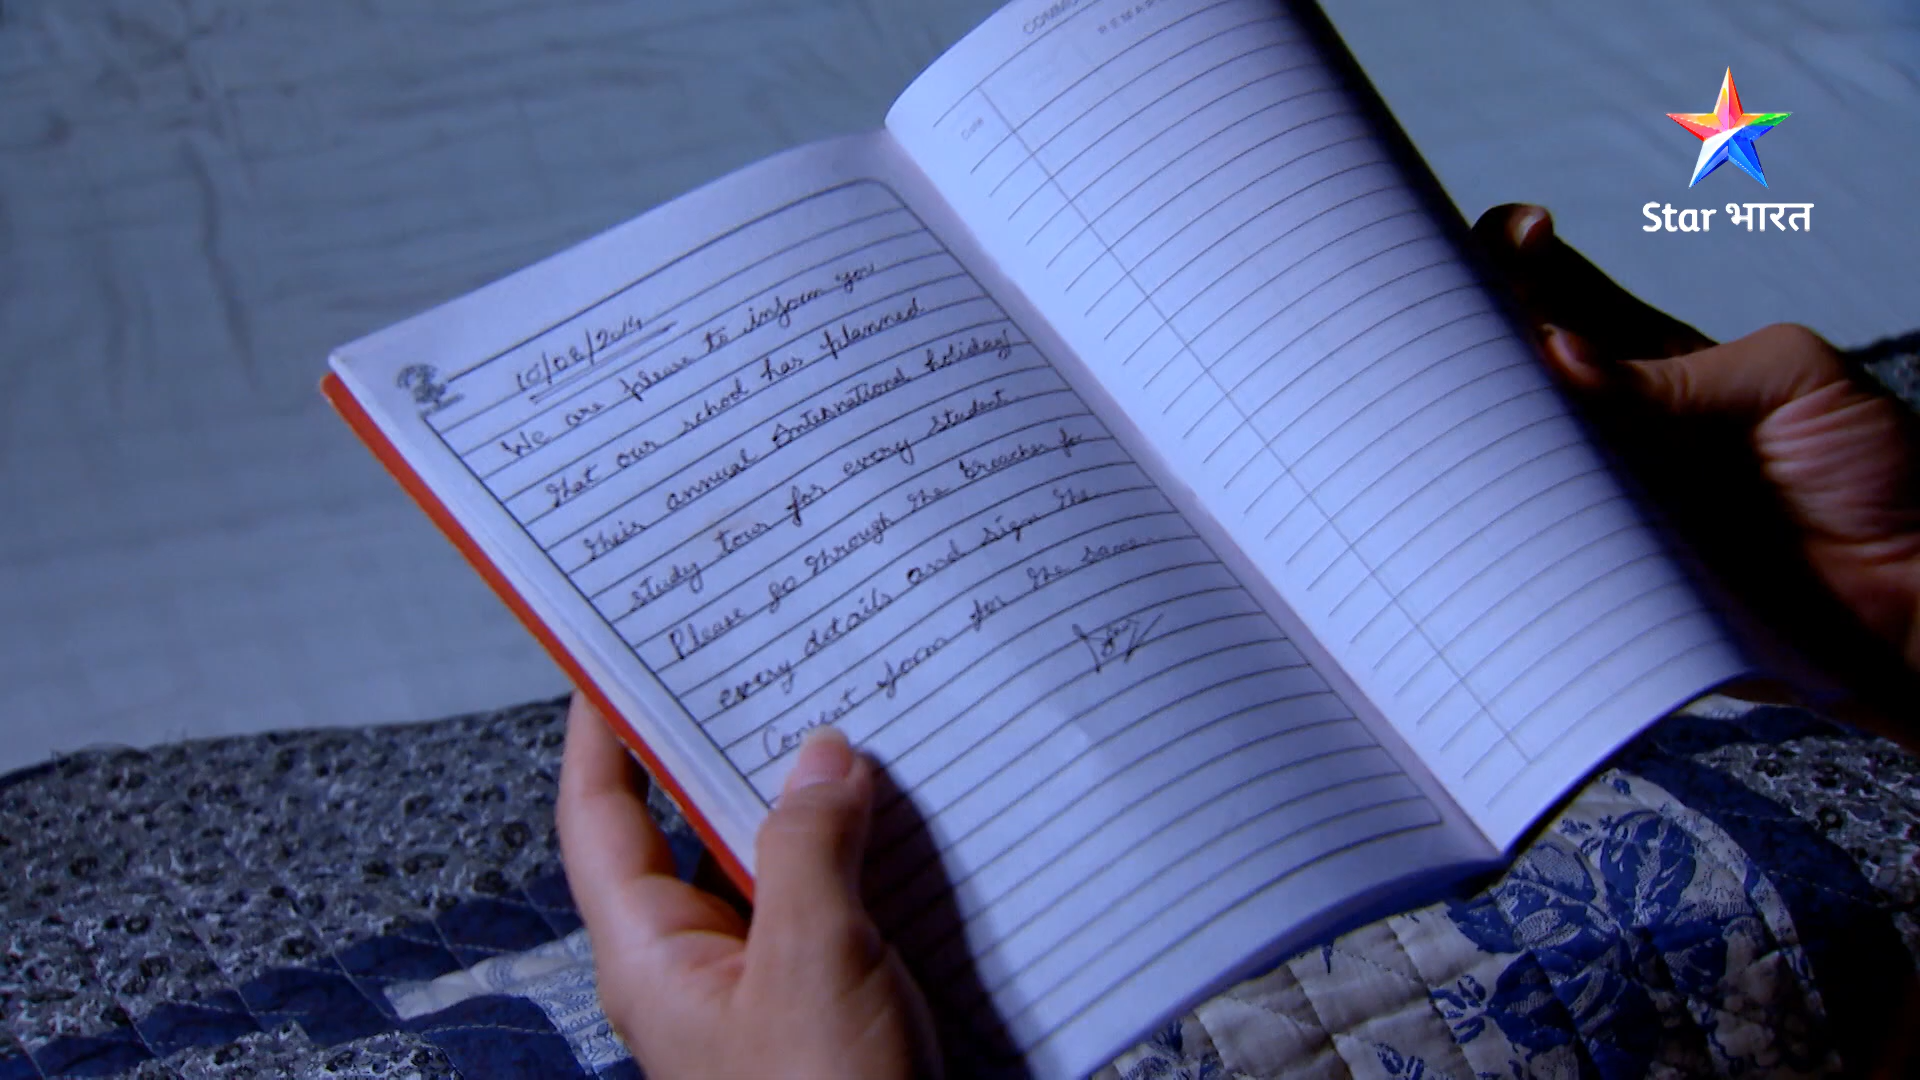 10/08/2014
We are please to inform you
that our school has planned
their annual International holiday/
study tour for every student.
Please go through the broacher for
every details and sign the
Consent form for the same.
Date
Star भारत